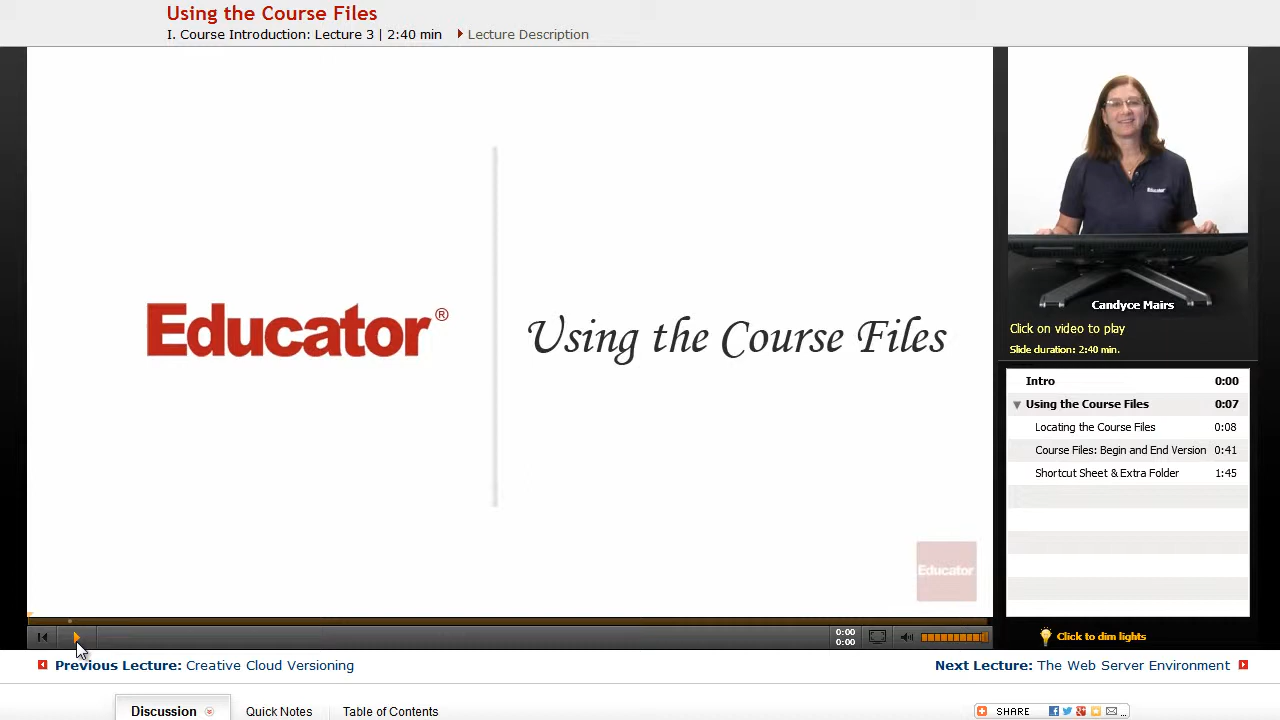 Using the Course Files
I. Course Introduction: Lecture 3 | 2:40 min
Lecture Description
Educator®
Using the Course Files
Educator
Educator
Candyce Mairs
Click on video to play
Slide duration: 2:40 min.
Intro 0:00
Using the Course Files 0:07
Locating the Course Files 0:08
Course Files: Begin and End Version 0:41
Shortcut Sheet & Extra Folder 1:45
0:00
0:00
Click to dim lights
Previous Lecture: Creative Cloud Versioning
Next Lecture: The Web Server Environment
Discussion
Quick Notes
Table of Contents
SHARE
...